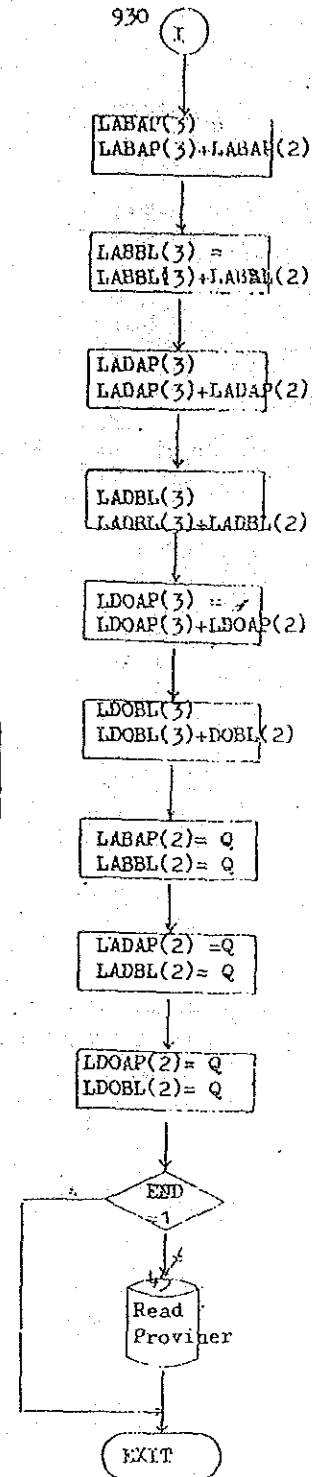 930
I
LABAP(3)
LABAP(3)+LABAP(2)
LABBL(3) =
LABBL(3)+LABBL(2)
LADAP(3)
LADAP(3)+LADAP(2)
LADBL(3)
LADBL(3)+LADBL(2)
LDOAP(3) =
LDOAP(3)+LDOAP(2)
LDOBL(3)
LDOBL(3)+DOBL(2)
LABAP(2)= Q
LABBL(2)= Q
LADAP(2) =Q
LADBL(2)= Q
LDOAP(2)= Q
LDOBL(2)= Q
END
=1
Read
Proviner
EXIT